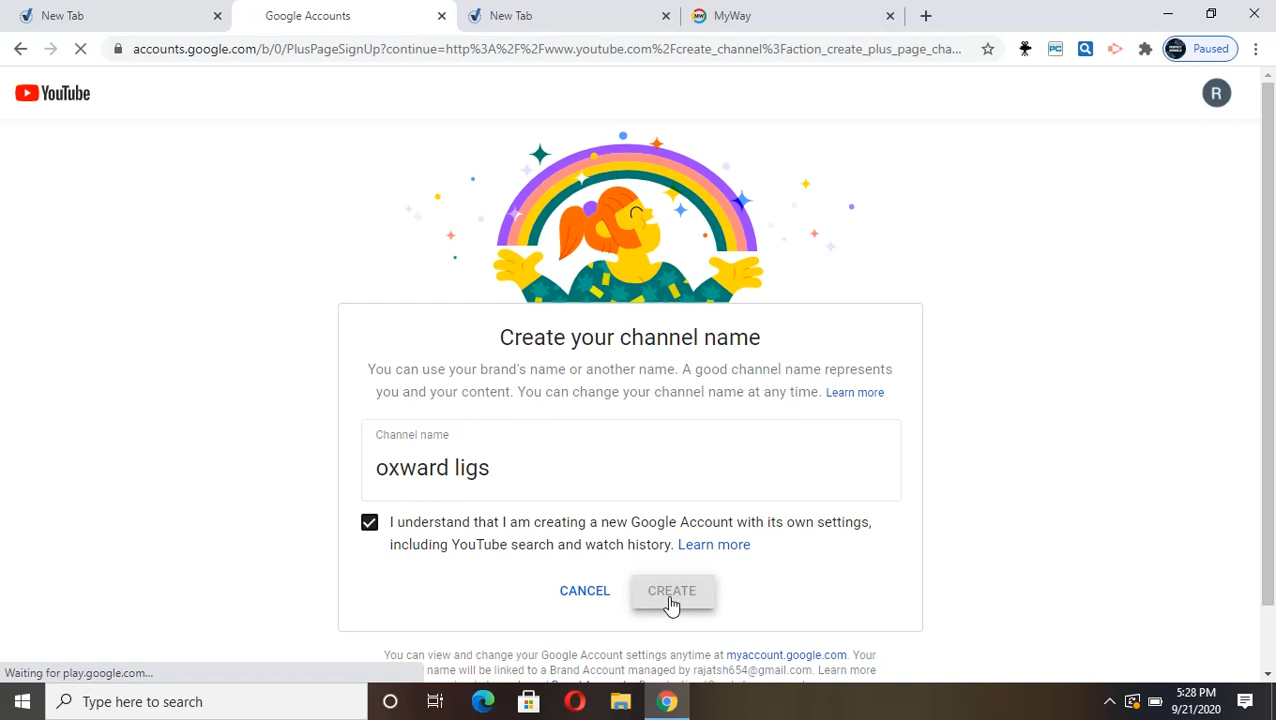 New Tab
Google Accounts
New Tab
MW MyWay
accounts.google.com/b/0/PlusPageSignUp?continue=http%3A%2F%2Fwww.youtube.com%2Fcreate_channel%3Faction_create_plus_page_cha...
PC
Paused
YouTube
R
Create your channel name
You can use your brand's name or another name. A good channel name represents
you and your content. You can change your channel name at any time. Learn more
Channel name
oxward ligs
I understand that I am creating a new Google Account with its own settings,
including YouTube search and watch history. Learn more
CANCEL
CREATE
You can view and change your Google Account settings anytime at myaccount.google.com. Your
name will be linked to a Brand Account managed by rajatsh654@gmail.com. Learn more
Waiting for play.google.com...
Type here to search
5:28 PM
9/21/2020